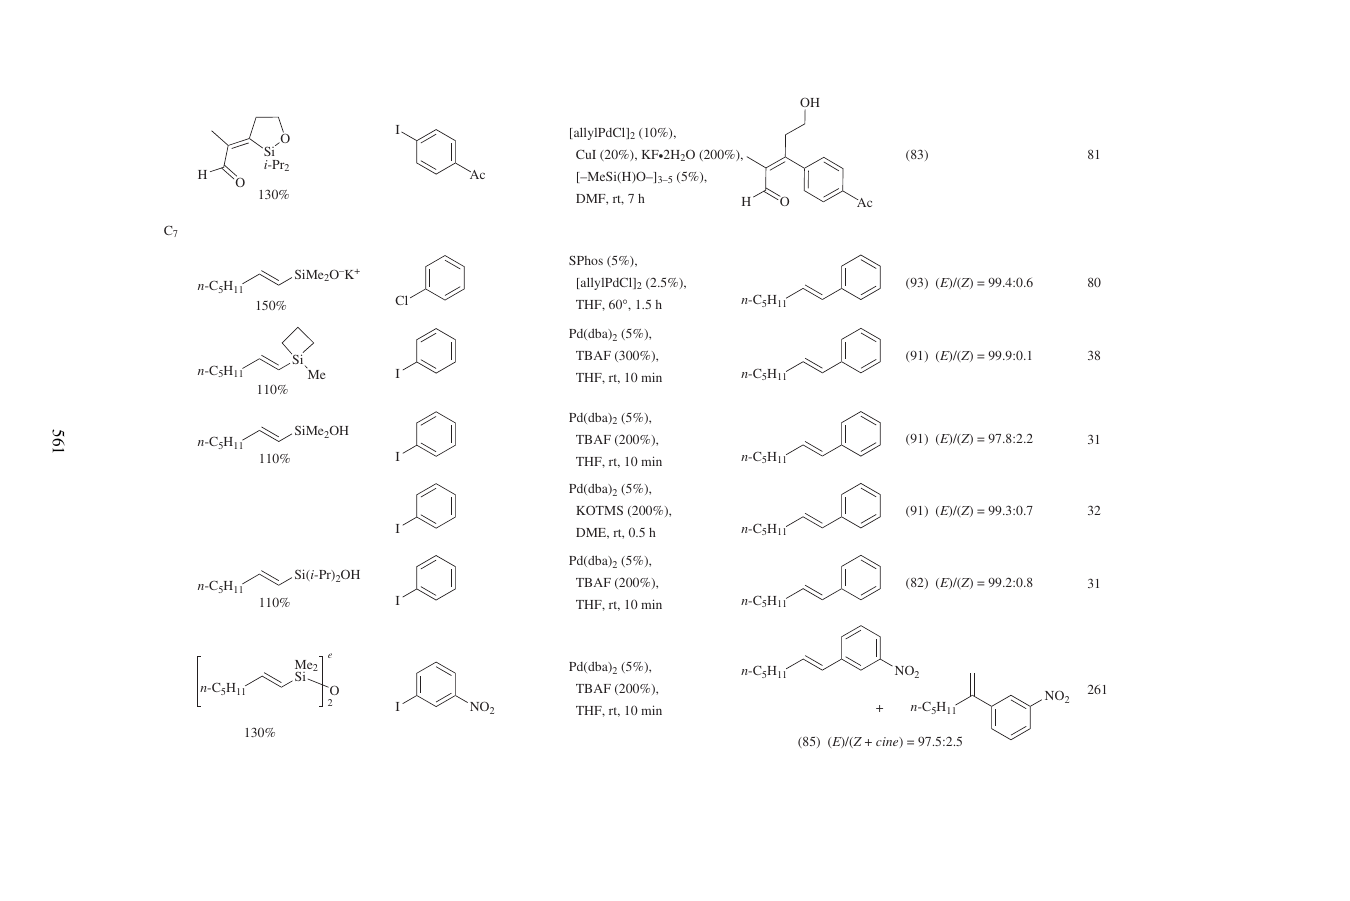 OH
I
[allylPdCl]2 (10%),
O
Si
CuI (20%), KF•2H2O (200%),
(83)
81
i-Pr2
H
O
Ac
[–MeSi(H)O–]3–5 (5%),
130%
DMF, rt, 7 h
H
O
Ac
C7
SPhos (5%),
n-C5H11
SiMe2O–K+
[allylPdCl]2 (2.5%),
(93) (E)/(Z) = 99.4:0.6
80
150%
Cl
THF, 60°, 1.5 h
n-C5H11
Pd(dba)2 (5%),
Si
TBAF (300%),
(91) (E)/(Z) = 99.9:0.1
38
n-C5H11
Me
I
THF, rt, 10 min
n-C5H11
110%
Pd(dba)2 (5%),
n-C5H11
SiMe2OH
TBAF (200%),
(91) (E)/(Z) = 97.8:2.2
31
110%
I
THF, rt, 10 min
n-C5H11
Pd(dba)2 (5%),
KOTMS (200%),
(91) (E)/(Z) = 99.3:0.7
32
I
DME, rt, 0.5 h
n-C5H11
Pd(dba)2 (5%),
n-C5H11
Si(i-Pr)2OH
TBAF (200%),
(82) (E)/(Z) = 99.2:0.8
31
110%
I
THF, rt, 10 min
n-C5H11
n-C5H11
Me2
Si
e
O
2
130%
I
NO2
Pd(dba)2 (5%),
TBAF (200%),
THF, rt, 10 min
n-C5H11
NO2
+
n-C5H11
NO2
261
(85) (E)/(Z + cine) = 97.5:2.5
561